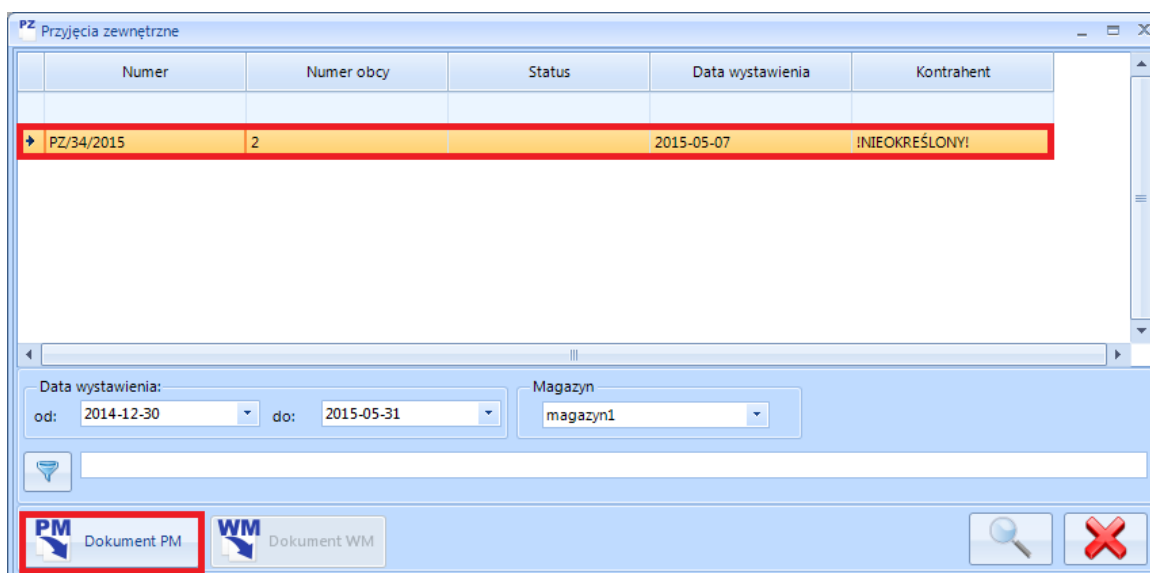 PZ Przyjęcia zewnętrzne
Numer Numer obcy Status Data wystawienia Kontrahent
PZ/34/2015 2 2015-05-07 !NIEOKREŚLONY!
Data wystawienia: Magazyn
od: 2014-12-30 do: 2015-05-31 magazyn1
PM Dokument PM WM Dokument WM